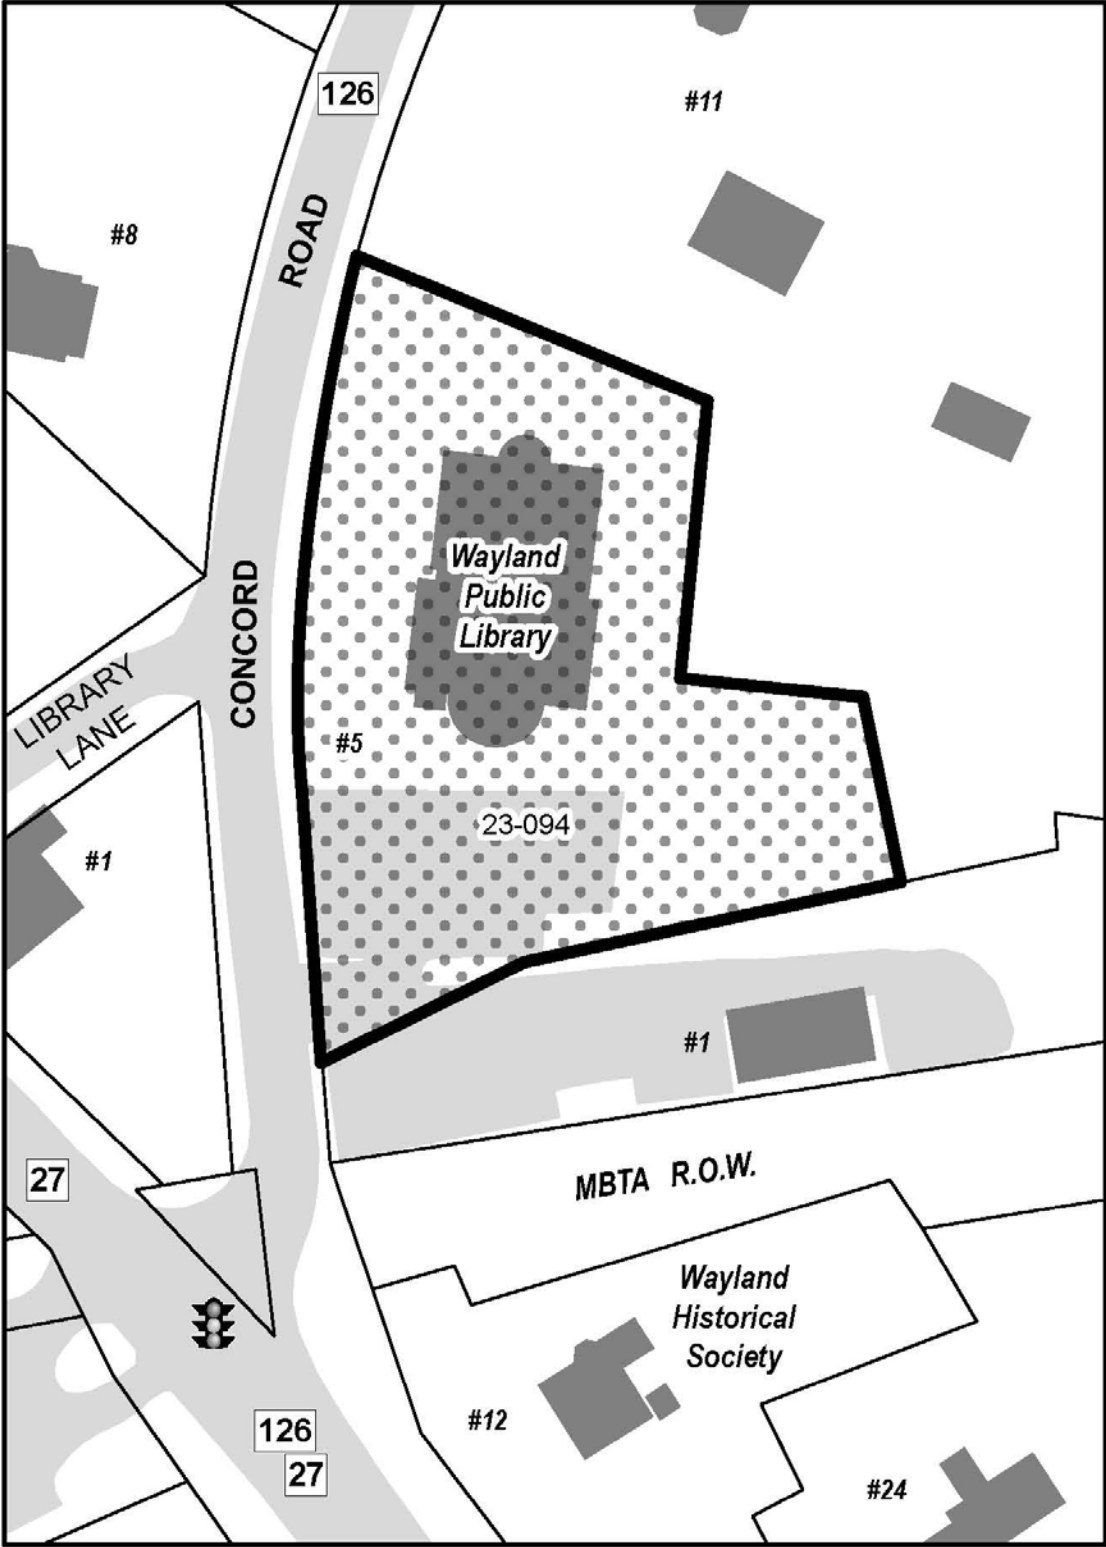 126
#11
ROAD
#8
Wayland
Public
Library
CONCORD
LIBRARY
LANE
#5
23-094
#1
#1
27
MBTA R.O.W.
Wayland
Historical
Society
#12
126
27
#24